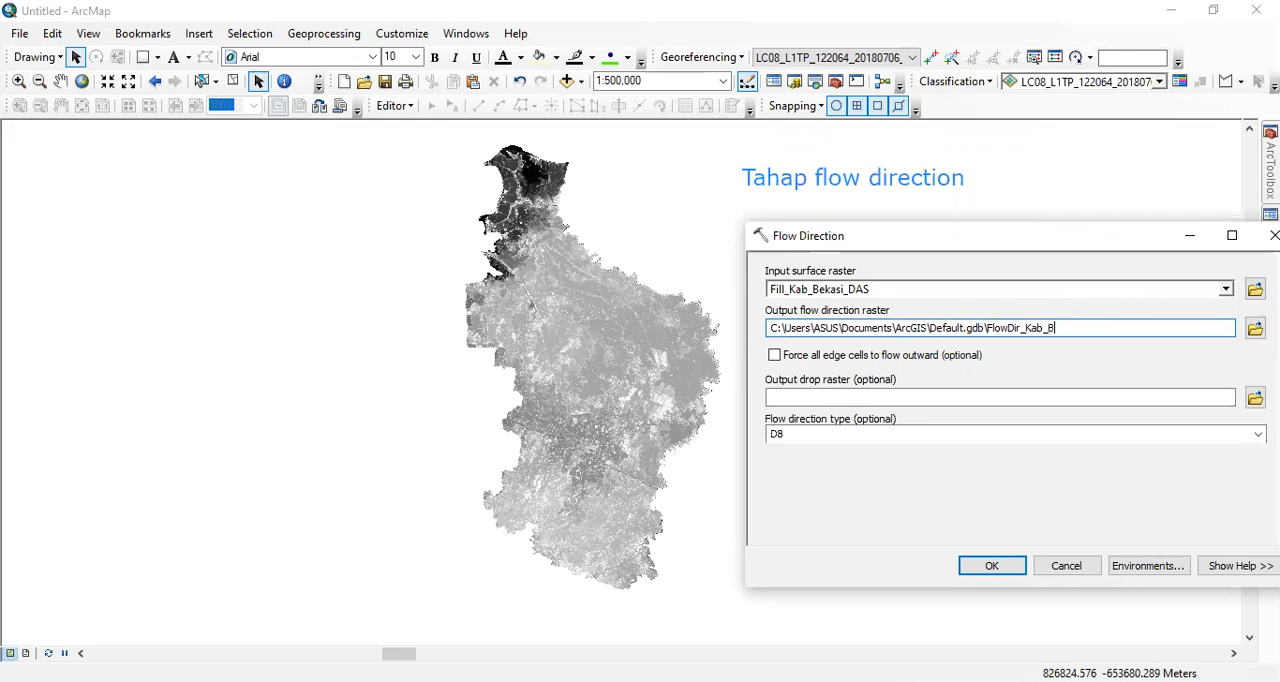 Untitled - ArcMap
File Edit View Bookmarks Insert Selection Geoprocessing Customize Windows Help
Drawing Arial 10 B I U A Georeferencing LC08_L1TP_122064_20180706_
1:500,000 Classification LC08_L1TP_122064_201807
Editor Snapping
ArcToolbox
Tahap flow direction
Flow Direction
Input surface raster
Fill_Kab_Bekasi_DAS
Output flow direction raster
C:\Users\ASUS\Documents\ArcGIS\Default.gdb\FlowDir_Kab_B
Force all edge cells to flow outward (optional)
Output drop raster (optional)
Flow direction type (optional)
D8
OK Cancel Environments... Show Help >>
826824.576 -653680.289 Meters